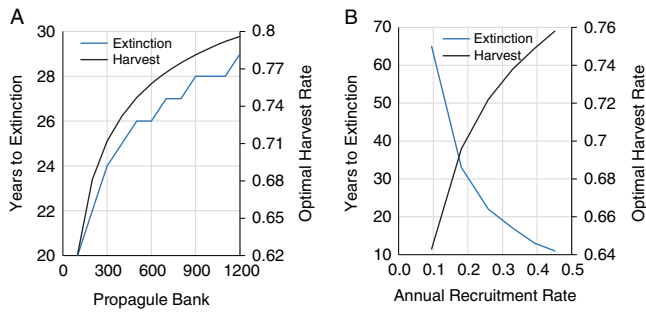 A
30
28
26
24
22
20
Years to Extinction
Extinction
Harvest
0.8
0.77
0.74
0.71
0.68
0.65
0.62
Optimal Harvest Rate
0 300 600 900 1200
Propagule Bank
B
70
60
50
40
30
20
10
Years to Extinction
Extinction
Harvest
0.76
0.74
0.72
0.7
0.68
0.66
0.64
Optimal Harvest Rate
0.0 0.1 0.2 0.3 0.4 0.5
Annual Recruitment Rate